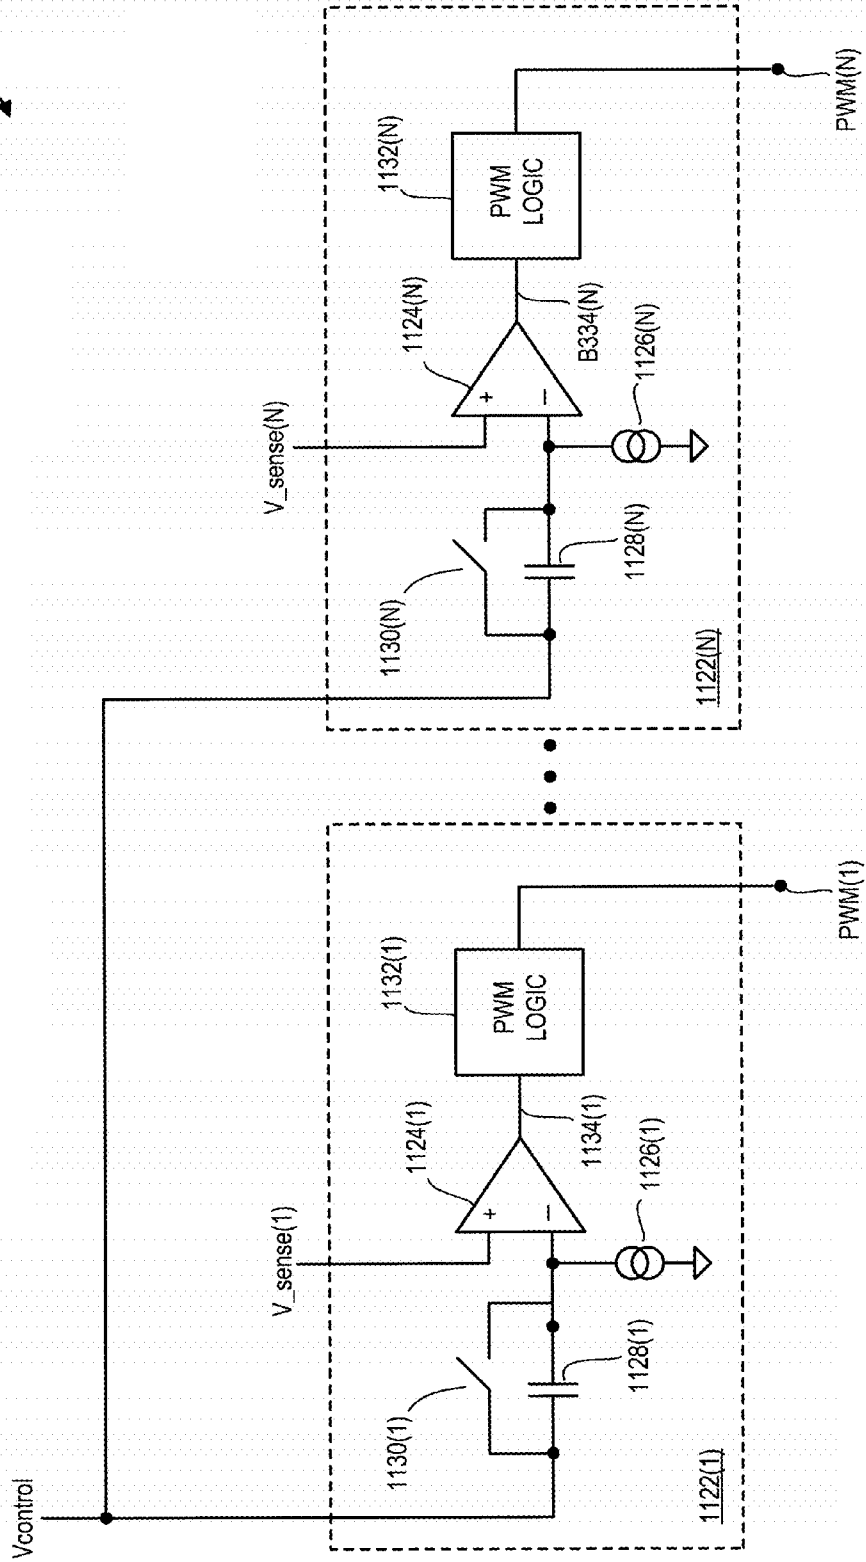 Vcontrol
1122(1)
1130(1)
1128(1)
V_sense(1)
+
−
1126(1)
1124(1)
1134(1)
1132(1)
PWM
LOGIC
PWM(1)
1122(N)
1130(N)
1128(N)
V_sense(N)
+
−
1126(N)
1124(N)
B334(N)
1132(N)
PWM
LOGIC
PWM(N)